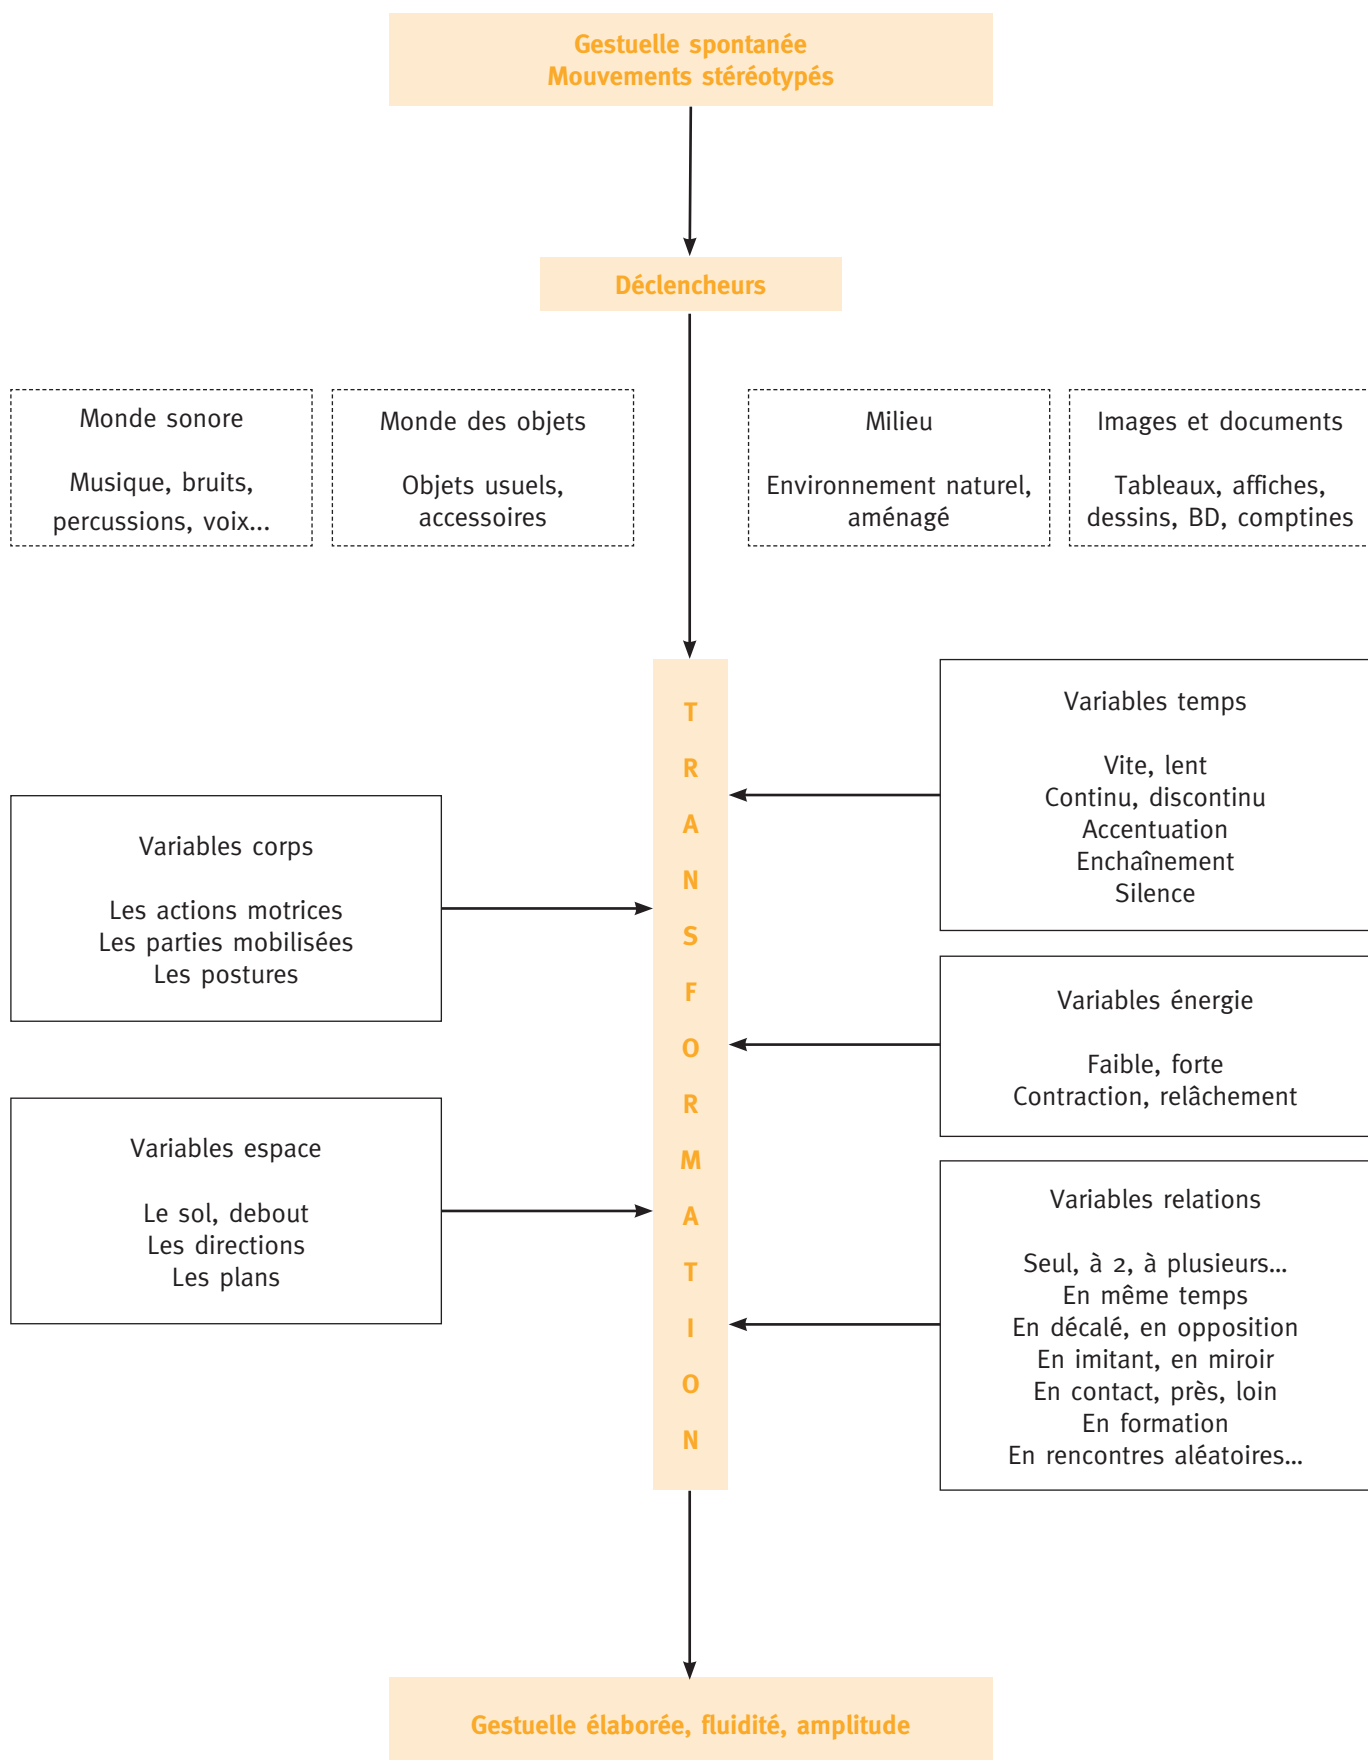 Gestuelle spontanée
Mouvements stéréotypés
Déclencheurs
Monde sonore
Musique, bruits,
percussions, voix...
Monde des objets
Objets usuels,
accessoires
Milieu
Environnement naturel,
aménagé
Images et documents
Tableaux, affiches,
dessins, BD, comptines
TRANSFORMATION
Variables corps
Les actions motrices
Les parties mobilisées
Les postures
Variables espace
Le sol, debout
Les directions
Les plans
Variables temps
Vite, lent
Continu, discontinu
Accentuation
Enchaînement
Silence
Variables énergie
Faible, forte
Contraction, relâchement
Variables relations
Seul, à 2, à plusieurs...
En même temps
En décalé, en opposition
En imitant, en miroir
En contact, près, loin
En formation
En rencontres aléatoires...
Gestuelle élaborée, fluidité, amplitude